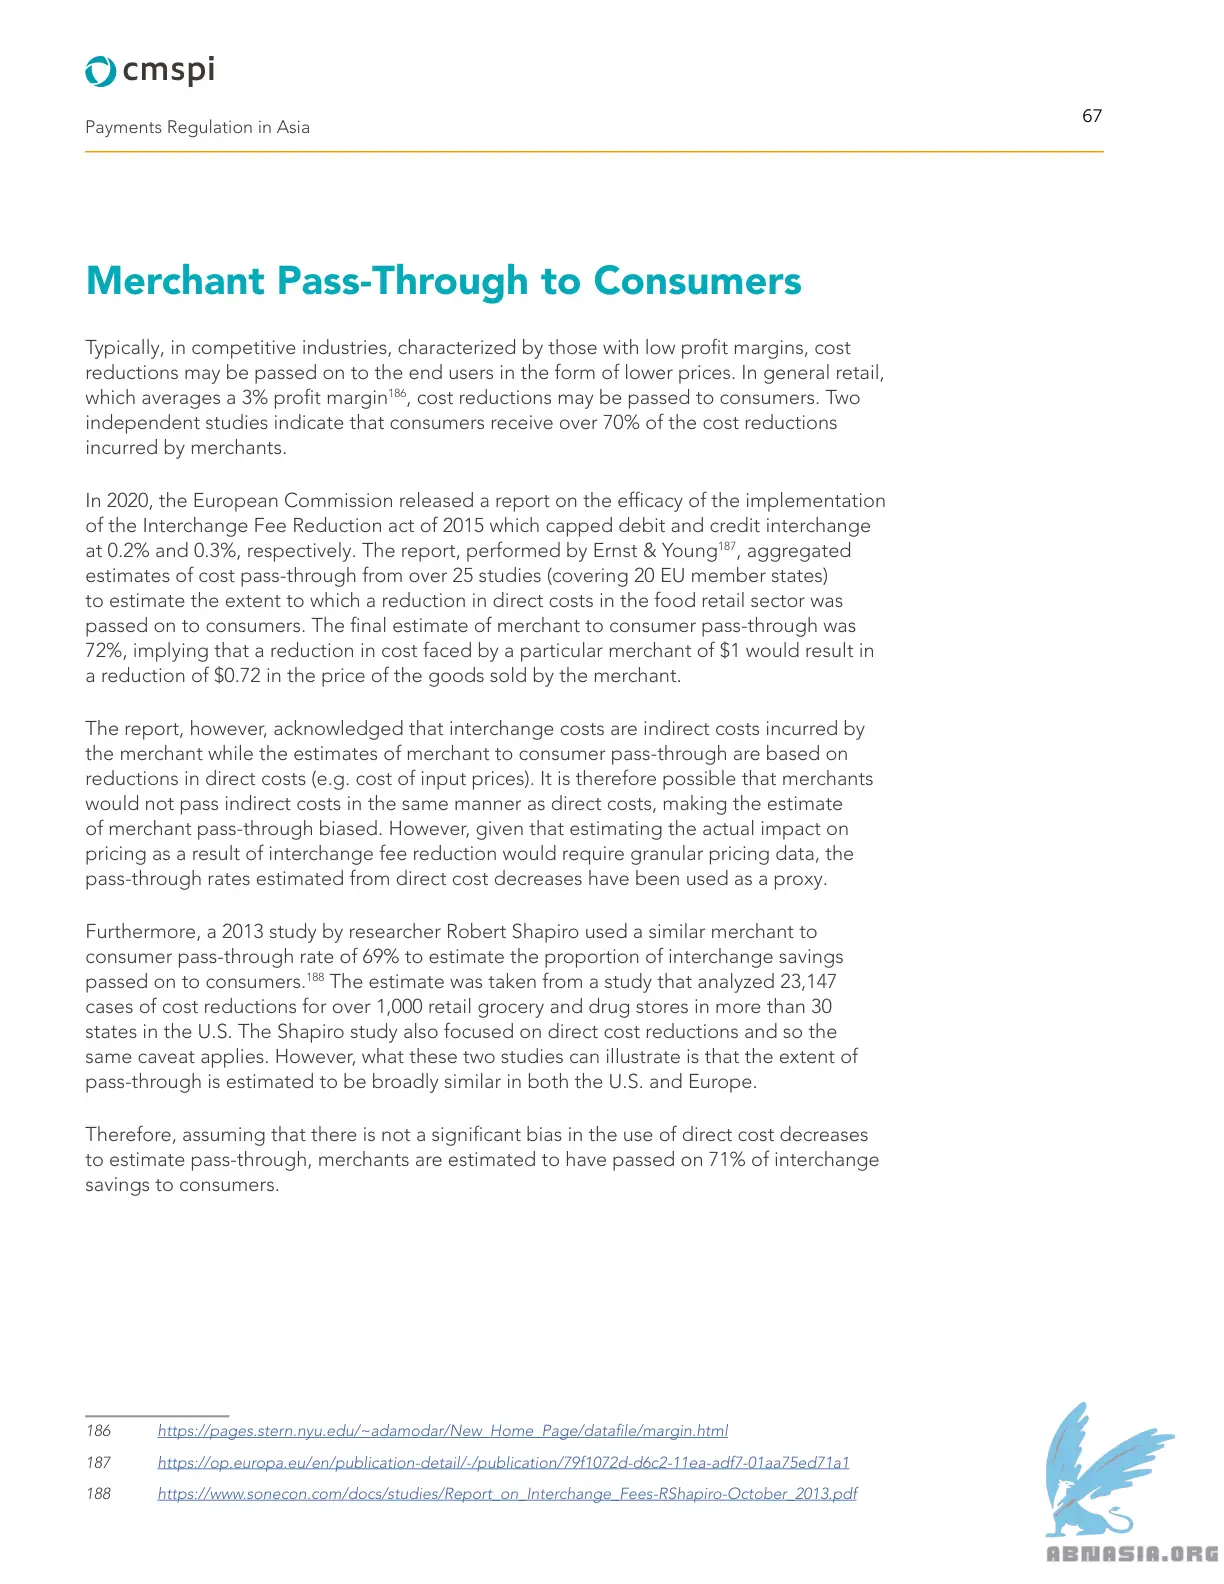 cmspi
Payments Regulation in Asia
67
Merchant Pass-Through to Consumers
Typically, in competitive industries, characterized by those with low profit margins, cost
reductions may be passed on to the end users in the form of lower prices. In general retail,
which averages a 3% profit margin186, cost reductions may be passed to consumers. Two
independent studies indicate that consumers receive over 70% of the cost reductions
incurred by merchants.
In 2020, the European Commission released a report on the efficacy of the implementation
of the Interchange Fee Reduction act of 2015 which capped debit and credit interchange
at 0.2% and 0.3%, respectively. The report, performed by Ernst & Young187, aggregated
estimates of cost pass-through from over 25 studies (covering 20 EU member states)
to estimate the extent to which a reduction in direct costs in the food retail sector was
passed on to consumers. The final estimate of merchant to consumer pass-through was
72%, implying that a reduction in cost faced by a particular merchant of $1 would result in
a reduction of $0.72 in the price of the goods sold by the merchant.
The report, however, acknowledged that interchange costs are indirect costs incurred by
the merchant while the estimates of merchant to consumer pass-through are based on
reductions in direct costs (e.g. cost of input prices). It is therefore possible that merchants
would not pass indirect costs in the same manner as direct costs, making the estimate
of merchant pass-through biased. However, given that estimating the actual impact on
pricing as a result of interchange fee reduction would require granular pricing data, the
pass-through rates estimated from direct cost decreases have been used as a proxy.
Furthermore, a 2013 study by researcher Robert Shapiro used a similar merchant to
consumer pass-through rate of 69% to estimate the proportion of interchange savings
passed on to consumers.188 The estimate was taken from a study that analyzed 23,147
cases of cost reductions for over 1,000 retail grocery and drug stores in more than 30
states in the U.S. The Shapiro study also focused on direct cost reductions and so the
same caveat applies. However, what these two studies can illustrate is that the extent of
pass-through is estimated to be broadly similar in both the U.S. and Europe.
Therefore, assuming that there is not a significant bias in the use of direct cost decreases
to estimate pass-through, merchants are estimated to have passed on 71% of interchange
savings to consumers.
186 https://pages.stern.nyu.edu/~adamodar/New_Home_Page/datafile/margin.html
187 https://op.europa.eu/en/publication-detail/-/publication/79f1072d-d6c2-11ea-adf7-01aa75ed71a1
188 https://www.sonecon.com/docs/studies/Report_on_Interchange_Fees-RShapiro-October_2013.pdf
ABNASIA.ORG